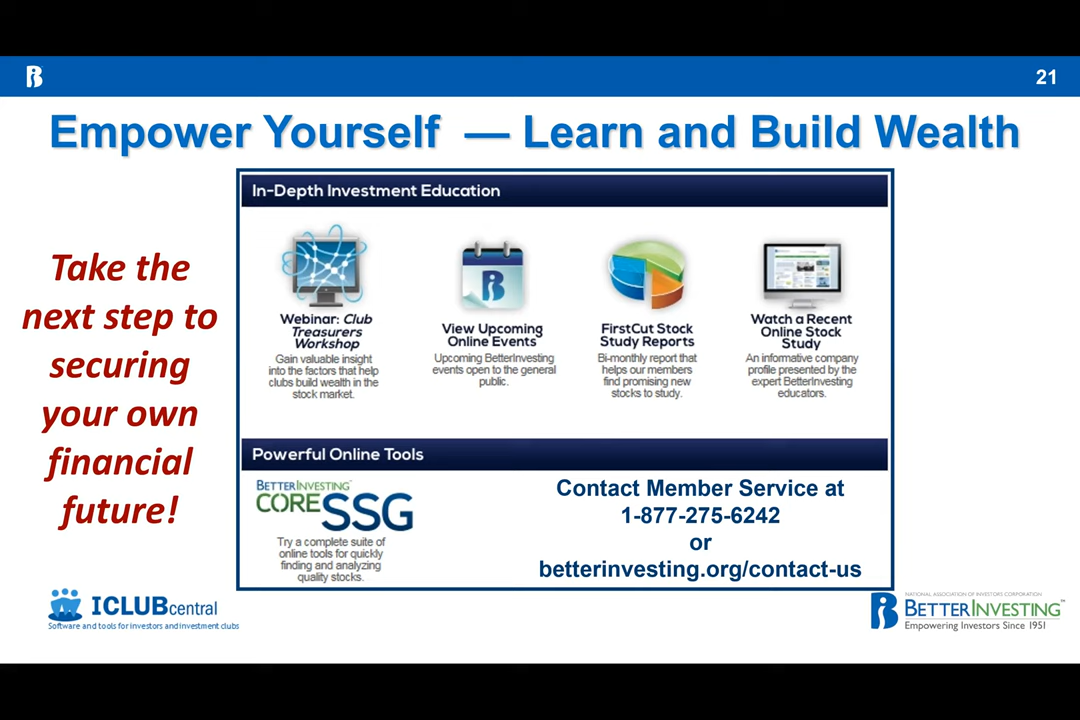 21
Empower Yourself — Learn and Build Wealth
Take the
next step to
securing
your own
financial
future!
In-Depth Investment Education
Webinar: Club
Treasurers
Workshop
Gain valuable insight
into the factors that help
clubs build wealth in the
stock market.
View Upcoming
Online Events
Upcoming BetterInvesting
events open to the general
public.
FirstCut Stock
Study Reports
Bi-monthly report that
helps our members
find promising new
stocks to study.
Watch a Recent
Online Stock
Study
An informative company
profile presented by the
expert BetterInvesting
educators.
Powerful Online Tools
BETTERINVESTING™
CORE SSG
Try a complete suite of
online tools for quickly
finding and analyzing
quality stocks.
Contact Member Service at
1-877-275-6242
or
betterinvesting.org/contact-us
ICLUBcentral
Software and tools for investors and investment clubs
NATIONAL ASSOCIATION OF INVESTORS CORPORATION
BETTERINVESTING™
Empowering Investors Since 1951